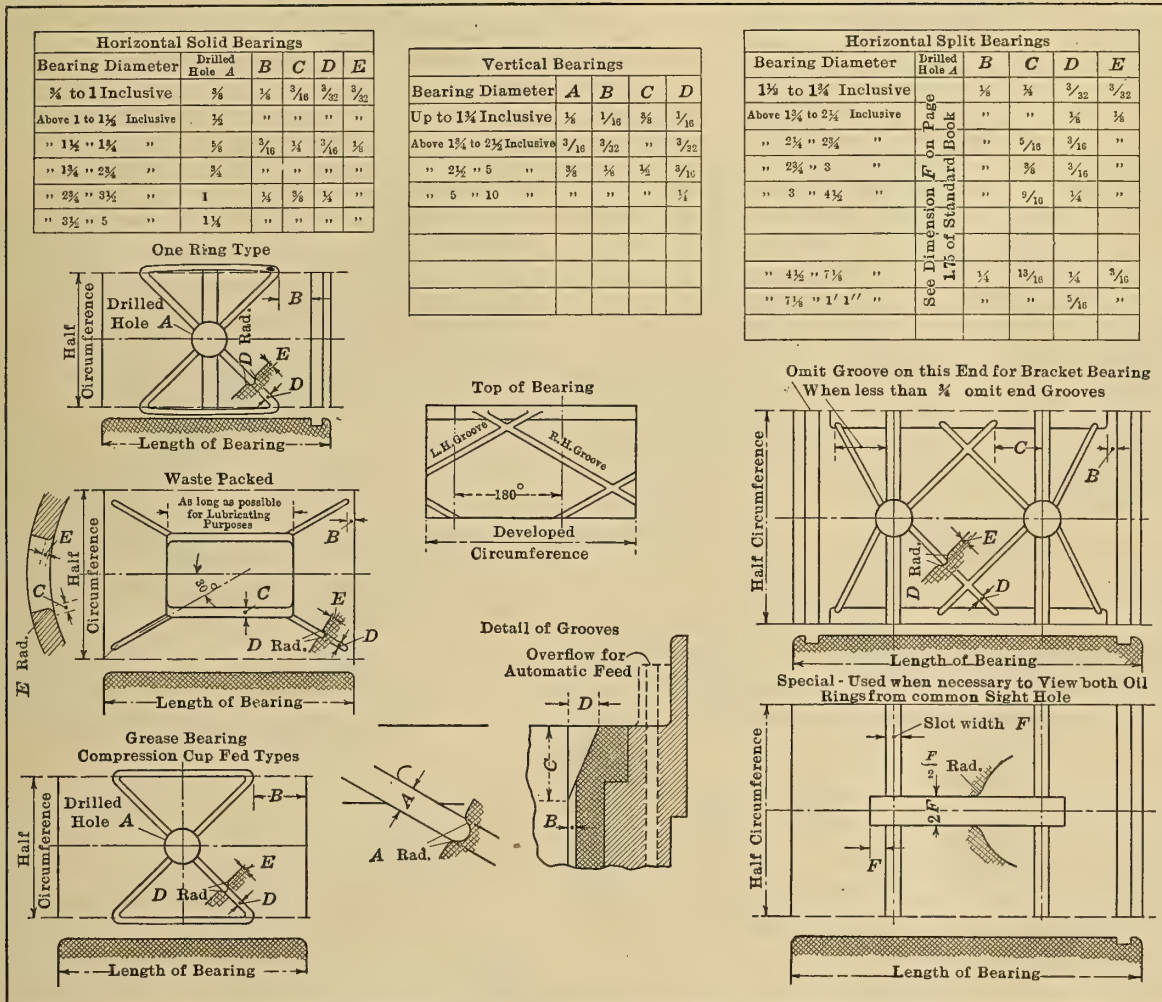 Horizontal Solid Bearings
Bearing Diameter Drilled Hole A B C D E
¾ to 1 Inclusive ⅜ ⅛ 3/16 3/32 3/32
Above 1 to 1½ Inclusive ½ " " " "
" 1½ " 1¾ " ⅝ 3/16 ¼ 3/16 ⅛
" 1¾ " 2¾ " ¾ " " " "
" 2¾ " 3½ " 1 ¼ ⅜ ¼ "
" 3½ " 5 " 1¼ " " " "
Vertical Bearings
Bearing Diameter A B C D
Up to 1¾ Inclusive ⅛ 1/16 ⅜ 1/16
Above 1¾ to 2½ Inclusive 3/16 3/32 " 3/32
" 2½ " 5 " ⅜ ⅛ ½ 3/16
" 5 " 10 " " " " ¼
Horizontal Split Bearings
Bearing Diameter Drilled Hole A B C D E
1½ to 1¾ Inclusive ⅛ ¼ 3/32 3/32
Above 1¾ to 2¼ Inclusive " " ⅛ ⅛
" 2¼ " 2¾ " " 5/16 3/16 "
" 2¾ " 3 " " ⅜ 3/16 "
" 3 " 4½ " " 9/16 ¼ "
" 4½ " 7⅛ " ¼ 13/16 ¼ 3/16
" 7⅛ " 1' 1" " " " 5/16 "
See Dimension F on Page
1.75 of Standard Book
One Ring Type
Half
Circumference
Drilled
Hole A
B
D Rad.
E
D
Length of Bearing
Waste Packed
As long as possible
for Lubricating
Purposes
Half
Circumference
E
C
E Rad.
B
30°
C
E
D Rad.
D
Length of Bearing
Grease Bearing
Compression Cup Fed Types
Half
Circumference
Drilled
Hole A
B
E
D Rad.
D
Length of Bearing
Top of Bearing
L.H. Groove
R.H. Groove
180°
Developed
Circumference
Detail of Grooves
Overflow for
Automatic Feed
D
C
B
A
A Rad.
Omit Groove on this End for Bracket Bearing
When less than ¾ omit end Grooves
Half Circumference
C
B
D Rad.
E
D
Length of Bearing
Special - Used when necessary to View both Oil
Rings from common Sight Hole
Half Circumference
Slot width F
F/2
Rad.
2F
F
Length of Bearing